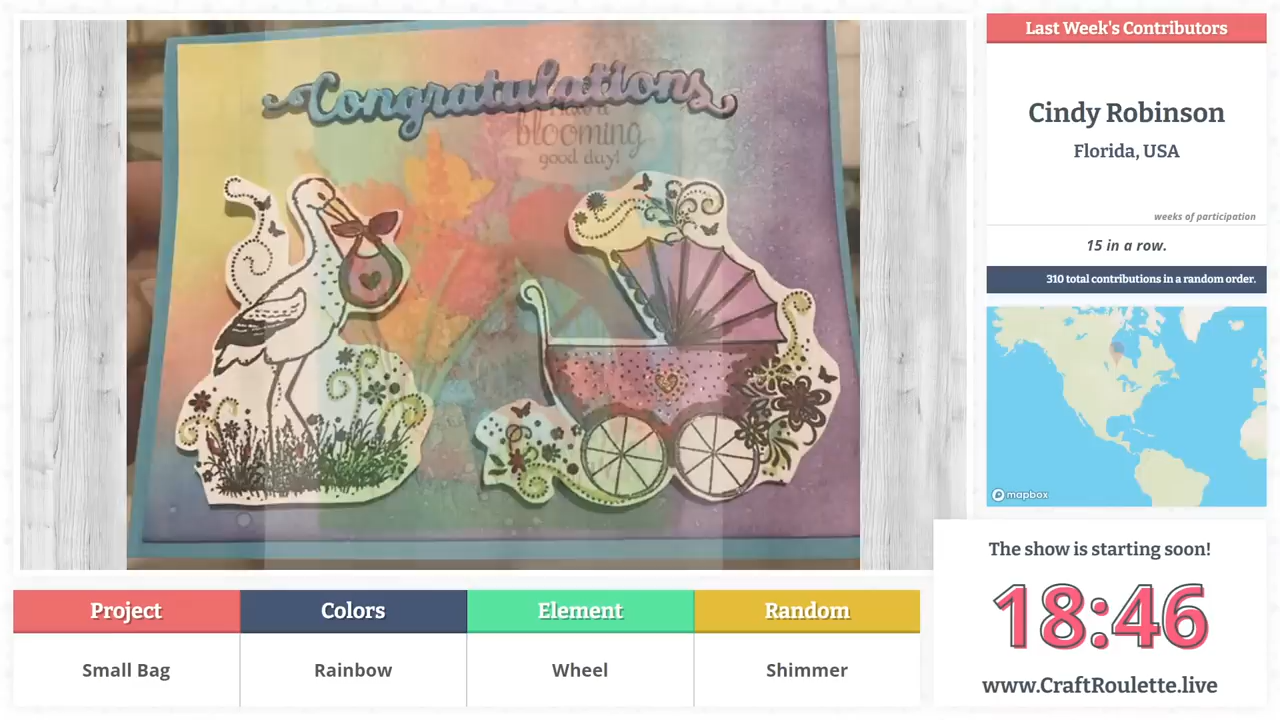 Congratulations
Have a
blooming
good day!
Last Week's Contributors
Cindy Robinson
Florida, USA
weeks of participation
15 in a row.
310 total contributions in a random order.
mapbox
The show is starting soon!
18:46
www.CraftRoulette.live
Project
Colors
Element
Random
Small Bag
Rainbow
Wheel
Shimmer